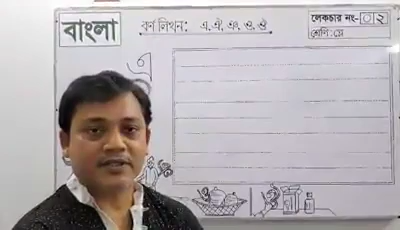 বাংলা
বর্ণ লিখন: এ, ঐ, এঁ, ও, ঔ
লেকচার নং- ০২
শ্রেণি: প্লে
এ